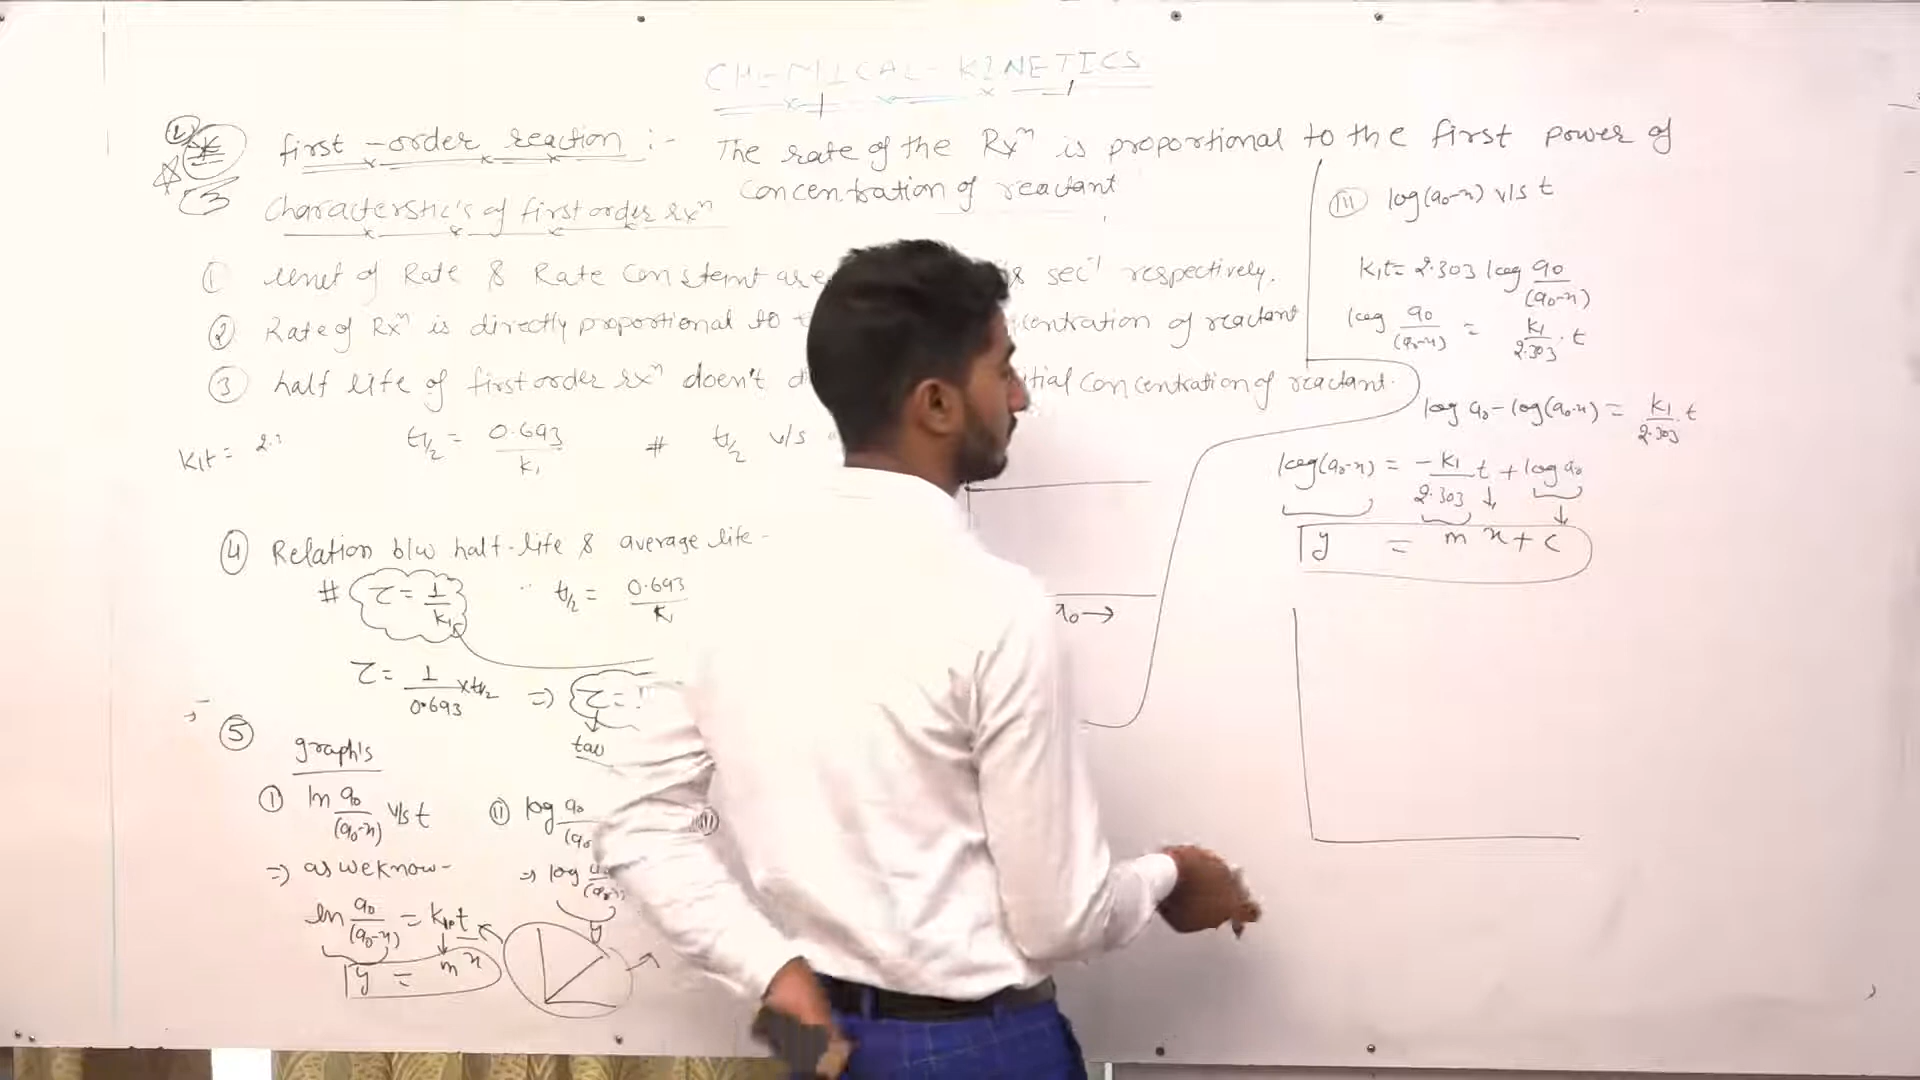 CHEMICAL-KINETICS
first-order reaction :- The rate of the Rxⁿ is proportional to the first power of
concentration of reactant
Characterstic's of first order rxⁿ
① unit of Rate & Rate Constant are sec⁻¹ respectively.
② Rate of Rxⁿ is directly proportional to of reactant
③ half life of first order rxⁿ doen't Concentration of reactant.
K₁t = 2.
t½ = 0.693/K₁ # t½ v/s
a₀ →
④ Relation b/w half-life & average life -
# τ = 1/K₁ ∵ t½ = 0.693/K₁
τ = 1/0.693 × t½ ⇒ τ =
tau
⑤ graph's
① ln a₀/(a₀-x) v/s t
⇒ as we know -
ln a₀/(a₀-x) = K₁·t
y = mx
② log a₀
⇒ log
y
③
③ log(a₀-x) v/s t
K₁t = 2.303 log a₀/(a₀-x)
log a₀/(a₀-x) = K₁/2.303 · t
log a₀ - log(a₀-x) = K₁/2.303 · t
log(a₀-x) = -K₁/2.303 t + log a₀
y = mx + c